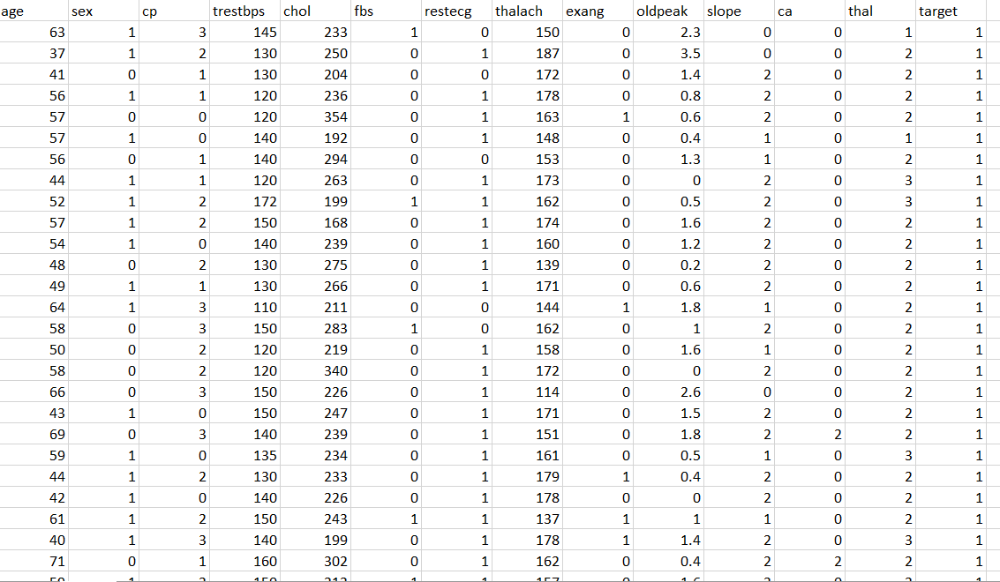 age sex cp trestbps chol fbs restecg thalach exang oldpeak slope ca thal target
63 1 3 145 233 1 0 150 0 2.3 0 0 1 1
37 1 2 130 250 0 1 187 0 3.5 0 0 2 1
41 0 1 130 204 0 0 172 0 1.4 2 0 2 1
56 1 1 120 236 0 1 178 0 0.8 2 0 2 1
57 0 0 120 354 0 1 163 1 0.6 2 0 2 1
57 1 0 140 192 0 1 148 0 0.4 1 0 1 1
56 0 1 140 294 0 0 153 0 1.3 1 0 2 1
44 1 1 120 263 0 1 173 0 0 2 0 3 1
52 1 2 172 199 1 1 162 0 0.5 2 0 3 1
57 1 2 150 168 0 1 174 0 1.6 2 0 2 1
54 1 0 140 239 0 1 160 0 1.2 2 0 2 1
48 0 2 130 275 0 1 139 0 0.2 2 0 2 1
49 1 1 130 266 0 1 171 0 0.6 2 0 2 1
64 1 3 110 211 0 0 144 1 1.8 1 0 2 1
58 0 3 150 283 1 0 162 0 1 2 0 2 1
50 0 2 120 219 0 1 158 0 1.6 1 0 2 1
58 0 2 120 340 0 1 172 0 0 2 0 2 1
66 0 3 150 226 0 1 114 0 2.6 0 0 2 1
43 1 0 150 247 0 1 171 0 1.5 2 0 2 1
69 0 3 140 239 0 1 151 0 1.8 2 2 2 1
59 1 0 135 234 0 1 161 0 0.5 1 0 3 1
44 1 2 130 233 0 1 179 1 0.4 2 0 2 1
42 1 0 140 226 0 1 178 0 0 2 0 2 1
61 1 2 150 243 1 1 137 1 1 1 0 2 1
40 1 3 140 199 0 1 178 1 1.4 2 0 3 1
71 0 1 160 302 0 1 162 0 0.4 2 2 2 1